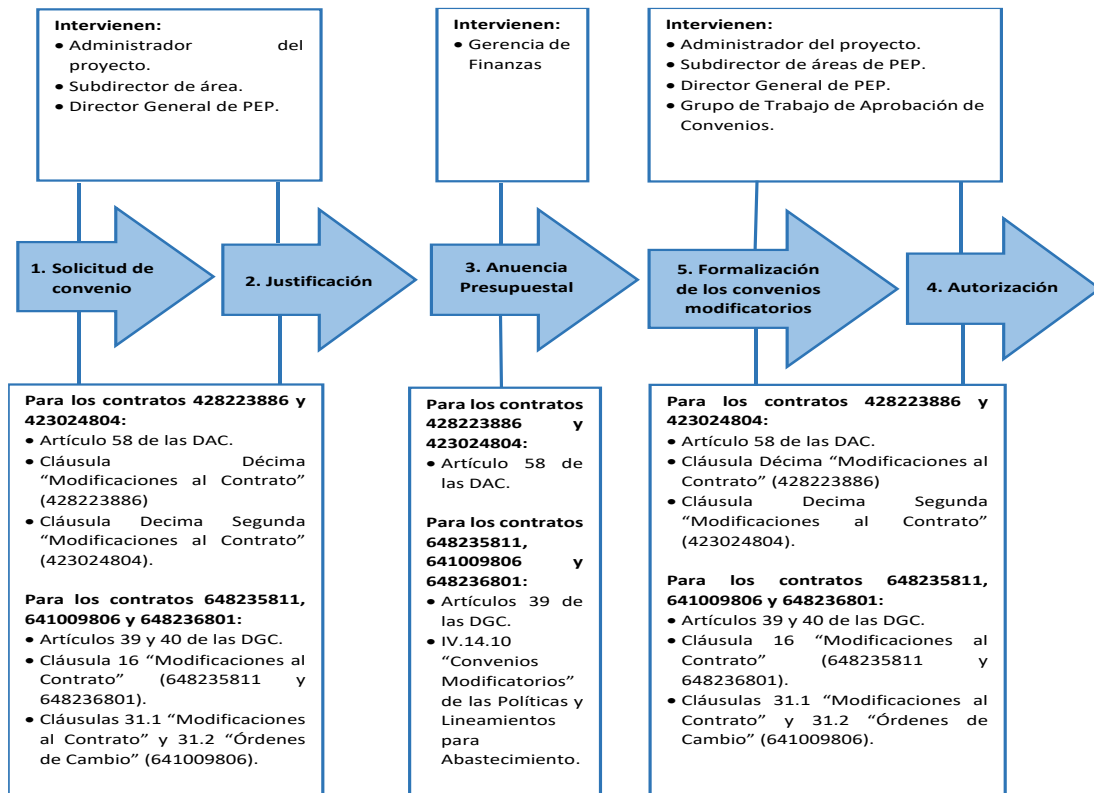 Intervienen:
• Administrador del
proyecto.
• Subdirector de área.
• Director General de PEP.
Intervienen:
• Gerencia de
Finanzas
Intervienen:
• Administrador del proyecto.
• Subdirector de áreas de PEP.
• Director General de PEP.
• Grupo de Trabajo de Aprobación de
Convenios.
1. Solicitud de
convenio
2. Justificación
3. Anuencia
Presupuestal
5. Formalización
de los convenios
modificatorios
4. Autorización
Para los contratos 428223886 y
423024804:
• Artículo 58 de las DAC.
• Cláusula Décima
“Modificaciones al Contrato”
(428223886)
• Cláusula Decima Segunda
“Modificaciones al Contrato”
(423024804).
Para los contratos 648235811,
641009806 y 648236801:
• Artículos 39 y 40 de las DGC.
• Cláusula 16 “Modificaciones al
Contrato” (648235811 y
648236801).
• Cláusulas 31.1 “Modificaciones
al Contrato” y 31.2 “Órdenes
de Cambio” (641009806).
Para los contratos
428223886 y
423024804:
• Artículo 58 de
las DAC.
Para los contratos
648235811,
641009806 y
648236801:
• Artículos 39 de
las DGC.
• IV.14.10
“Convenios
Modificatorios”
de las Políticas y
Lineamientos
para
Abastecimiento.
Para los contratos 428223886 y
423024804:
• Artículo 58 de las DAC.
• Cláusula Décima “Modificaciones al
Contrato” (428223886)
• Cláusula Decima Segunda
“Modificaciones al Contrato”
(423024804).
Para los contratos 648235811,
641009806 y 648236801:
• Artículos 39 y 40 de las DGC.
• Cláusula 16 “Modificaciones al
Contrato” (648235811 y
648236801).
• Cláusulas 31.1 “Modificaciones al
Contrato” y 31.2 “Órdenes de
Cambio” (641009806).